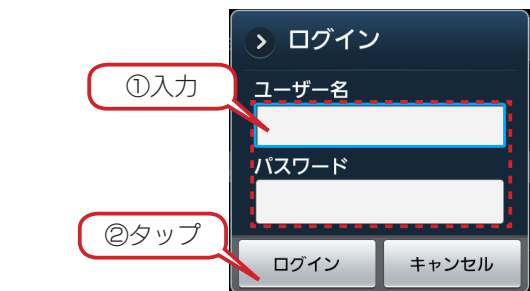 ログイン
①入力
ユーザー名
パスワード
②タップ
ログイン
キャンセル